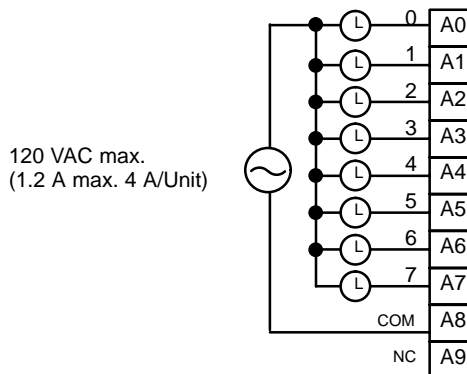 0 A0
L
1 A1
L
2 A2
L
3 A3
L
120 VAC max.
(1.2 A max. 4 A/Unit)
4 A4
L
5 A5
L
6 A6
L
7 A7
L
COM A8
NC A9